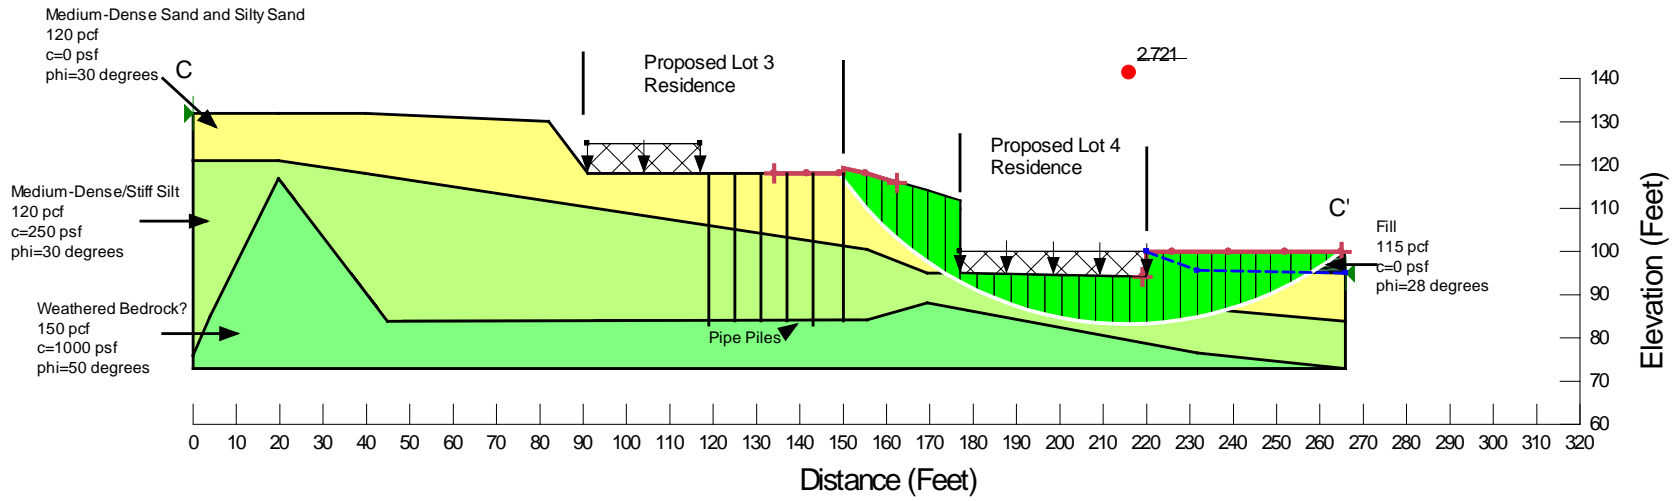 Medium-Dense Sand and Silty Sand
120 pcf
c=0 psf
phi=30 degrees
C
Proposed Lot 3
Residence
2.721
Proposed Lot 4
Residence
C'
Medium-Dense/Stiff Silt
120 pcf
c=250 psf
phi=30 degrees
Fill
115 pcf
c=0 psf
phi=28 degrees
Weathered Bedrock?
150 pcf
c=1000 psf
phi=50 degrees
Pipe Piles
140
130
120
110
100
90
80
70
60
Elevation (Feet)
0 10 20 30 40 50 60 70 80 90 100 110 120 130 140 150 160 170 180 190 200 210 220 230 240 250 260 270 280 290 300 310 320
Distance (Feet)